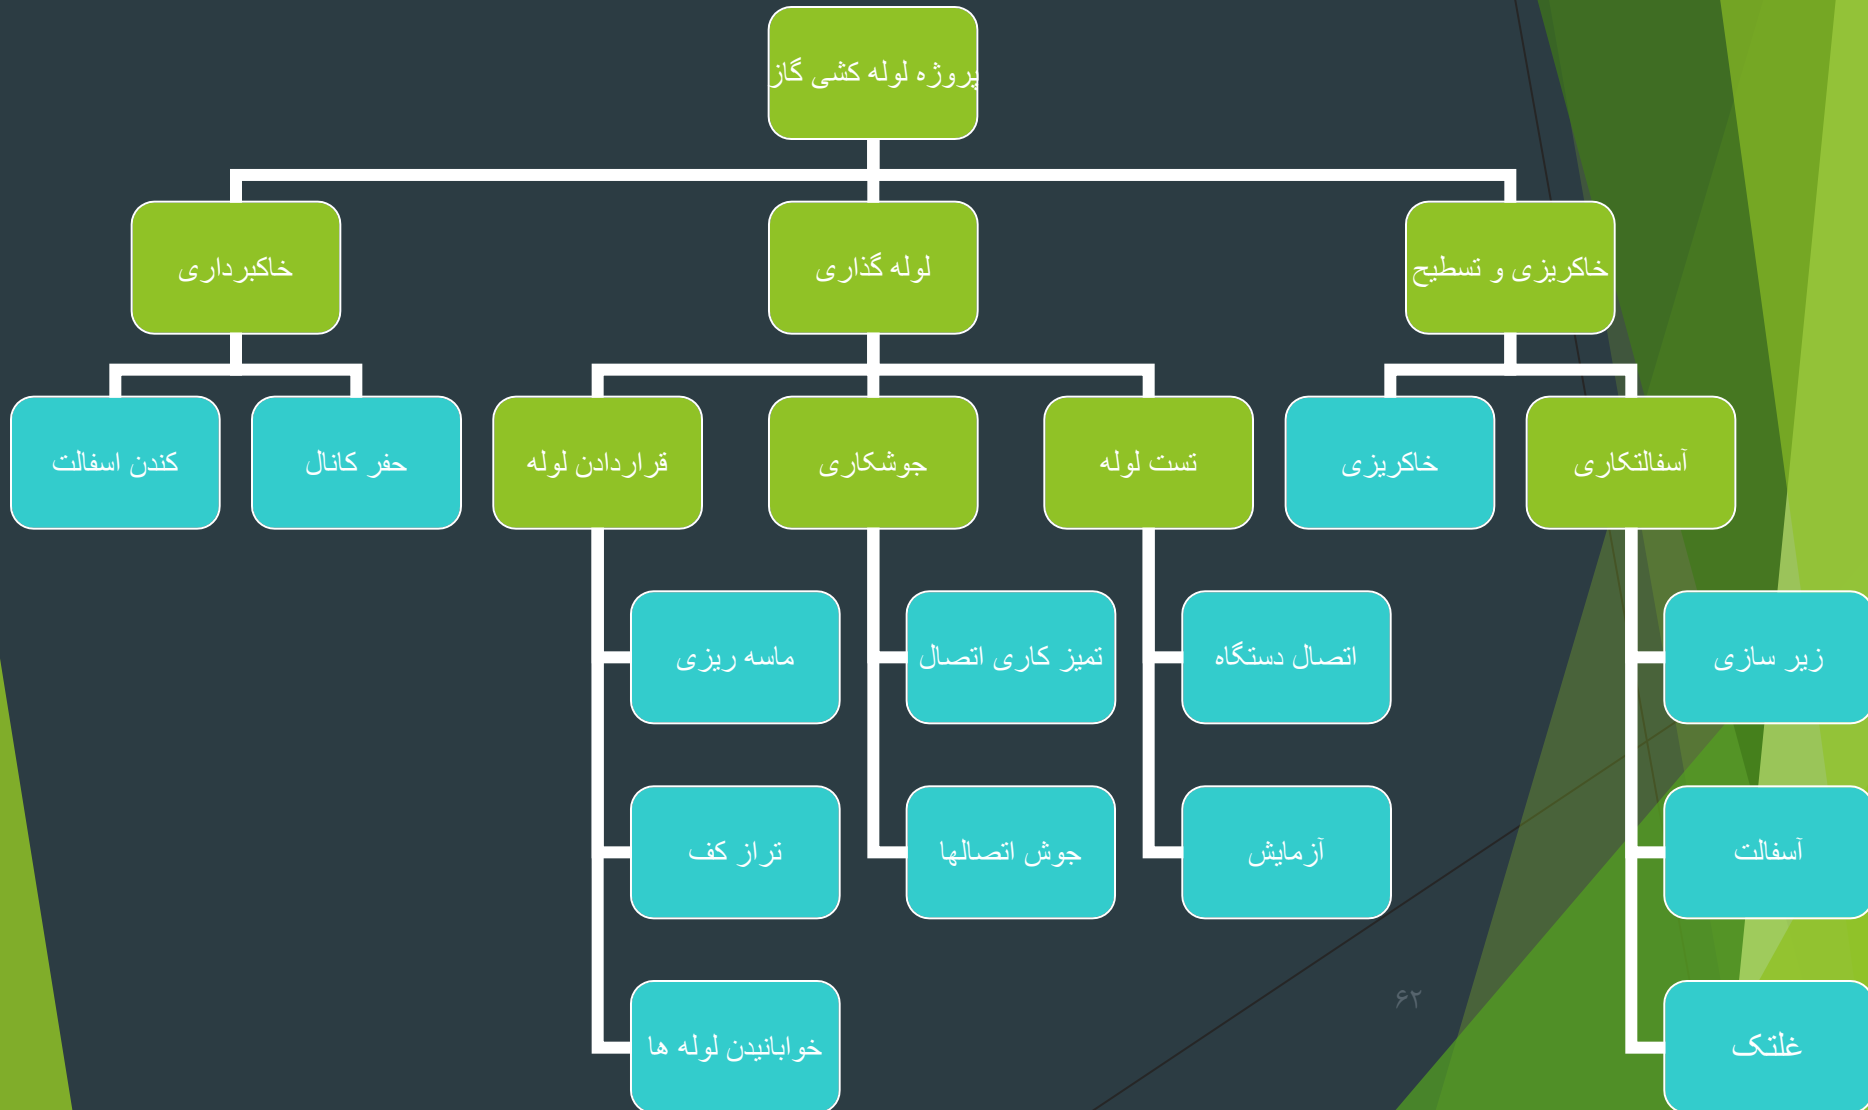 پروژه لوله کشی گاز
خاکبرداری
لوله گذاری
خاکریزی و تسطیح
کندن اسفالت
حفر کانال
قراردادن لوله
جوشکاری
تست لوله
خاکریزی
آسفالتکاری
ماسه ریزی
تمیز کاری اتصال
اتصال دستگاه
زیر سازی
تراز کف
جوش اتصالها
آزمایش
آسفالت
خوابانیدن لوله ها
غلتک
۶۲